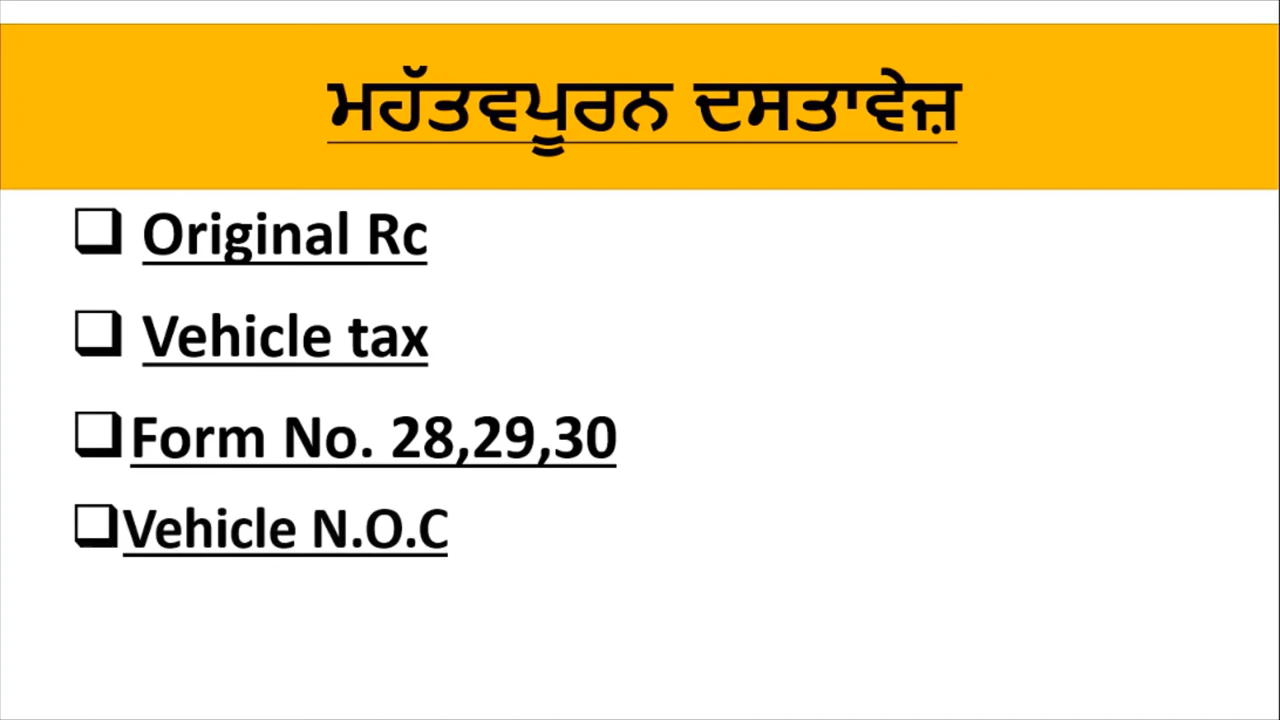 ਮਹੱਤਵਪੂਰਨ ਦਸਤਾਵੇਜ਼
Original Rc
Vehicle tax
Form No. 28,29,30
Vehicle N.O.C